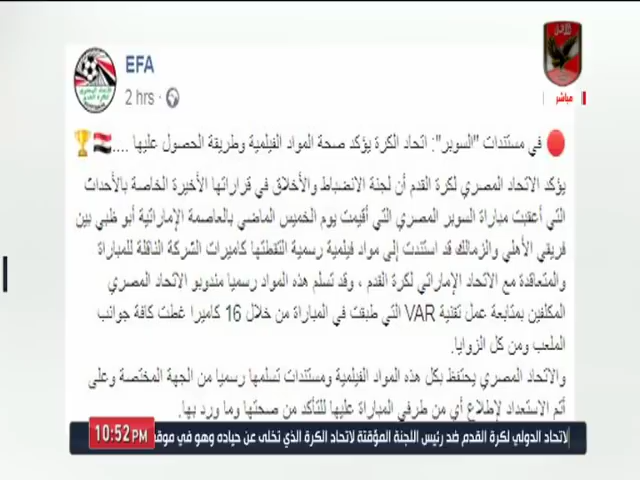 EFA
2 hrs
مباشر
في مستندات "السوبر": اتحاد الكرة يؤكد صحة المواد الفيلمية وطريقة الحصول عليها ....
يؤكد الاتحاد المصري لكرة القدم أن لجنة الانضباط والأخلاق في قراراتها الأخيرة الخاصة بالأحداث
التي أعقبت مباراة السوبر المصري التي أقيمت يوم الخميس الماضي بالعاصمة الإماراتية أبو ظبي بين
فريقي الأهلي والزمالك قد استندت إلى مواد فيلمية رسمية التقطتها كاميرات الشركة الناقلة للمباراة
والمتعاقدة مع الاتحاد الإماراتي لكرة القدم ، وقد تسلم هذه المواد رسميا مندوبو الاتحاد المصري
المكلفين بمتابعة عمل تقنية VAR التي طبقت في المباراة من خلال 16 كاميرا غطت كافة جوانب
الملعب ومن كل الزوايا.
والاتحاد المصري يحتفظ بكل هذه المواد الفيلمية ومستندات تسلمها رسميا من الجهة المختصة وعلى
أتم الاستعداد لإطلاع أي من طرفي المباراة عليها للتأكد من صحتها وما ورد بها.
لاتحاد الدولي لكرة القدم ضد رئيس اللجنة المؤقتة لاتحاد الكرة الذي تخلى عن حياده وهو في موقف
10:52 PM